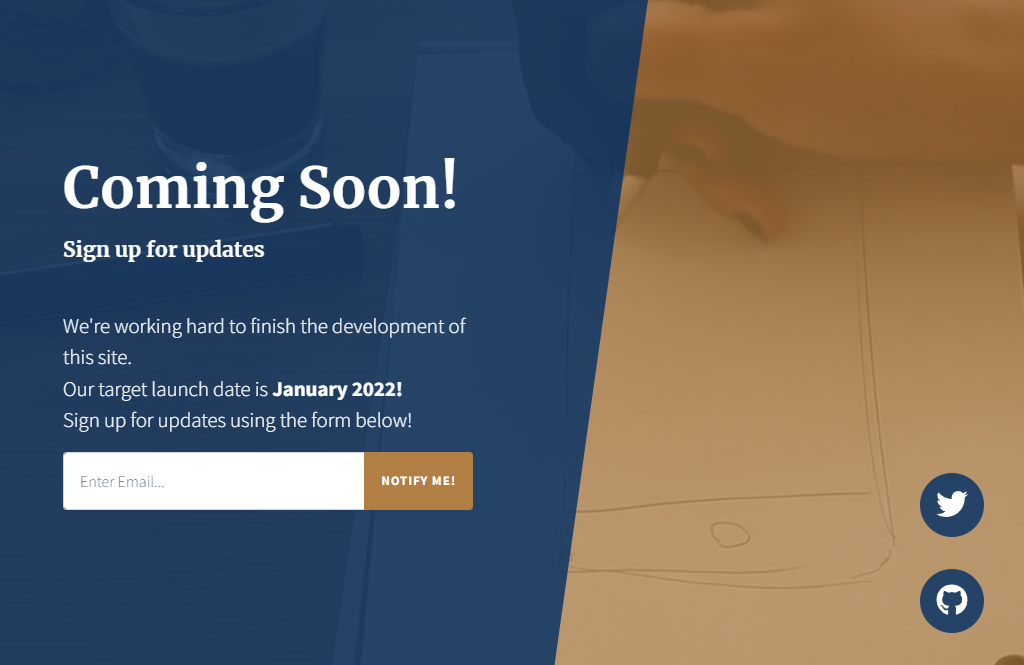 Coming Soon!
Sign up for updates
We're working hard to finish the development of
this site.
Our target launch date is January 2022!
Sign up for updates using the form below!
Enter Email...
NOTIFY ME!